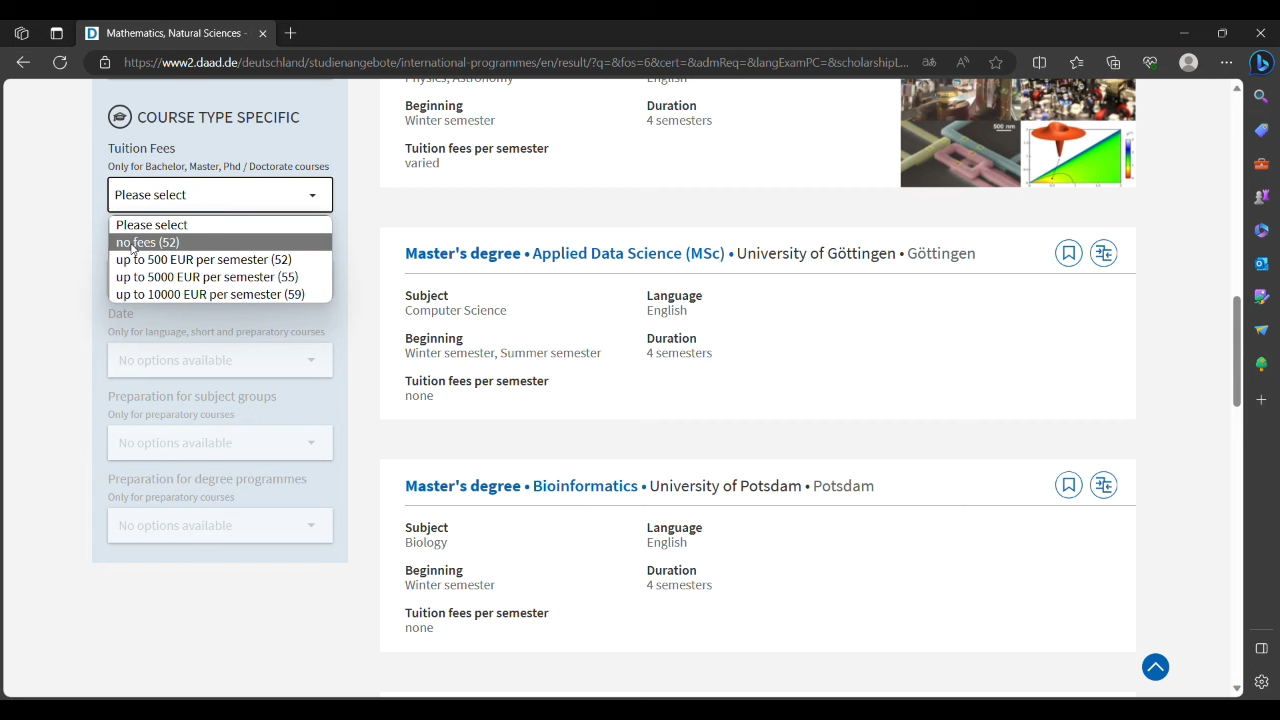 Mathematics, Natural Sciences -
https://www2.daad.de/deutschland/studienangebote/international-programmes/en/result/?q=&fos=6&cert=&admReq=&langExamPC=&scholarshipL...
COURSE TYPE SPECIFIC
Tuition Fees
Only for Bachelor, Master, Phd / Doctorate courses
Please select
Please select
no fees (52)
up to 500 EUR per semester (52)
up to 5000 EUR per semester (55)
up to 10000 EUR per semester (59)
Date
Only for language, short and preparatory courses
No options available
Preparation for subject groups
Only for preparatory courses
No options available
Preparation for degree programmes
Only for preparatory courses
No options available
Physics, Astronomy
English
Beginning
Winter semester
Duration
4 semesters
Tuition fees per semester
varied
500 nm
Master's degree • Applied Data Science (MSc) • University of Göttingen • Göttingen
Subject
Computer Science
Language
English
Beginning
Winter semester, Summer semester
Duration
4 semesters
Tuition fees per semester
none
Master's degree • Bioinformatics • University of Potsdam • Potsdam
Subject
Biology
Language
English
Beginning
Winter semester
Duration
4 semesters
Tuition fees per semester
none